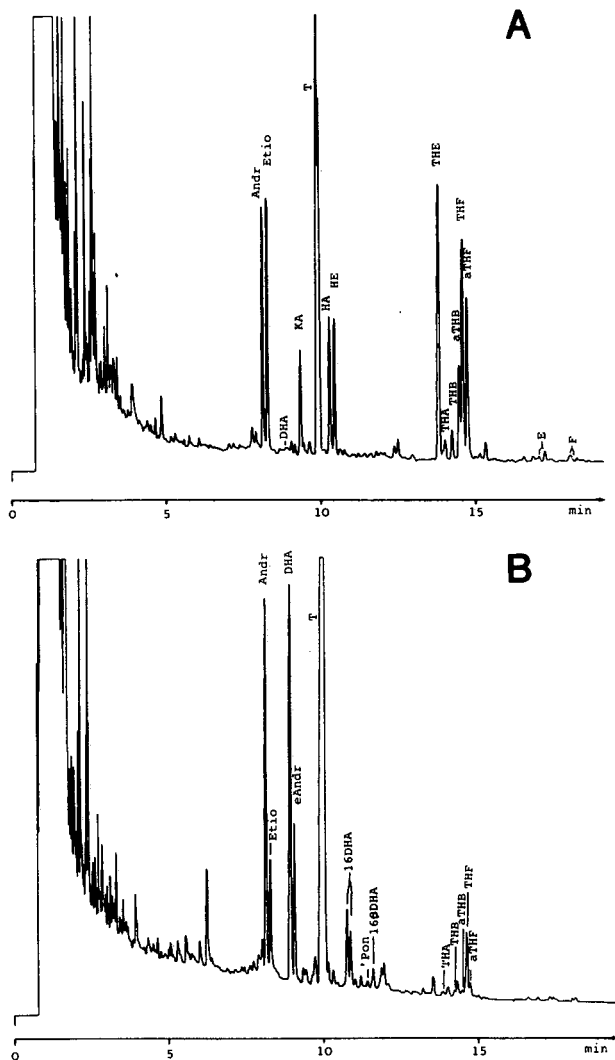 A
T
Etio
Andr
DHA
KA
HA
HE
THE
THA
THB
aTHB
THF
aTHF
E
F
0
5
10
15
min
B
Andr
DHA
T
Etio
eAndr
16DHA
'Pon
16βDHA
THA
THB
aTHB
THF
aTHF
0
5
10
15
min